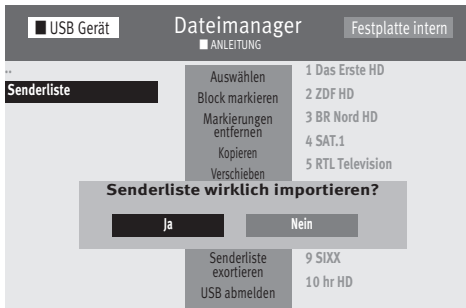 USB Gerät
Dateimanager
ANLEITUNG
Festplatte intern
..
Senderliste
Auswählen
Block markieren
Markierungen
entfernen
Kopieren
Verschieben
1 Das Erste HD
2 ZDF HD
3 BR Nord HD
4 SAT.1
5 RTL Television
Senderliste wirklich importieren?
Ja
Nein
Senderliste
exortieren
USB abmelden
9 SIXX
10 hr HD